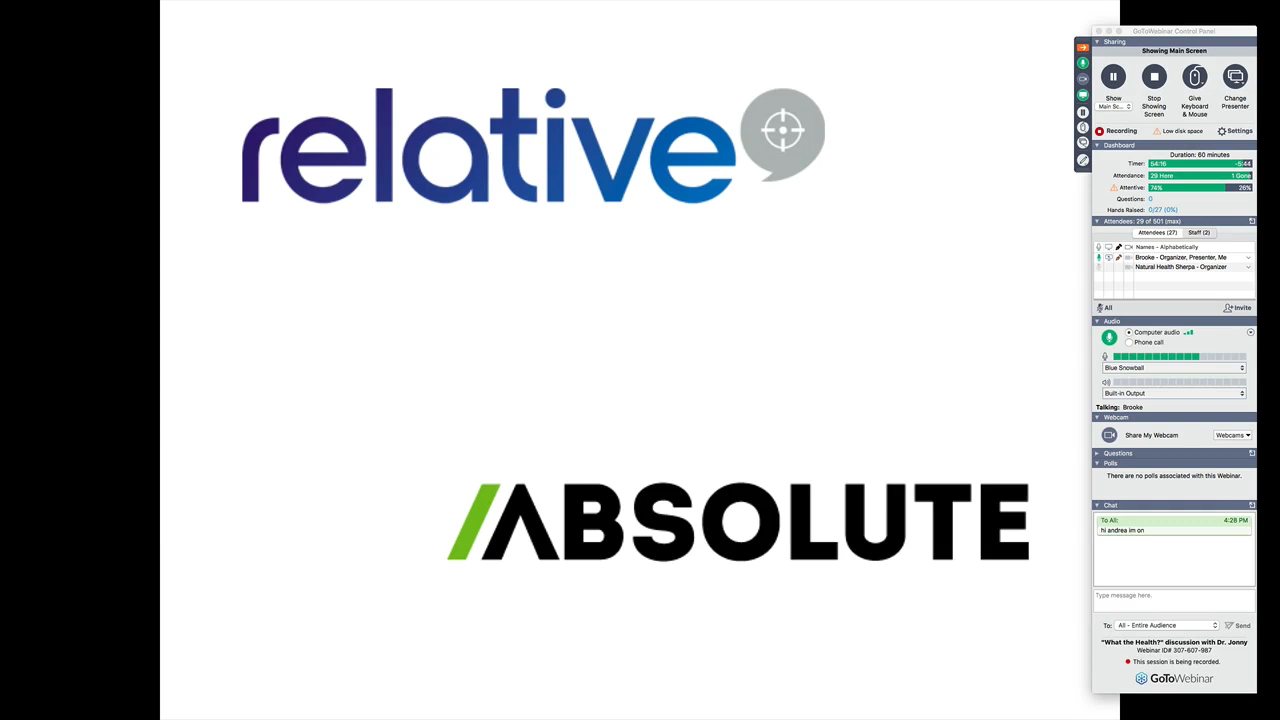 relative
ABSOLUTE
GoToWebinar Control Panel
Sharing
Showing Main Screen
Show
Main Sc...
Stop Showing Screen
Give Keyboard & Mouse
Change Presenter
Recording
Low disk space
Settings
Dashboard
Duration: 60 minutes
Timer: 54:16 -5:44
Attendance: 29 Here 1 Gone
Attentive: 74% 26%
Questions: 0
Hands Raised: 0/27 (0%)
Attendees: 29 of 501 (max)
Attendees (27) Staff (2)
Names - Alphabetically
Brooke - Organizer, Presenter, Me
Natural Health Sherpa - Organizer
All Invite
Audio
Computer audio
Phone call
Blue Snowball
Built-in Output
Talking: Brooke
Webcam
Share My Webcam Webcams
Questions
Polls
There are no polls associated with this Webinar.
Chat
To All: 4:28 PM
hi andrea im on
Type message here.
To: All - Entire Audience Send
"What the Health?" discussion with Dr. Jonny
Webinar ID# 307-607-987
This session is being recorded.
GoToWebinar